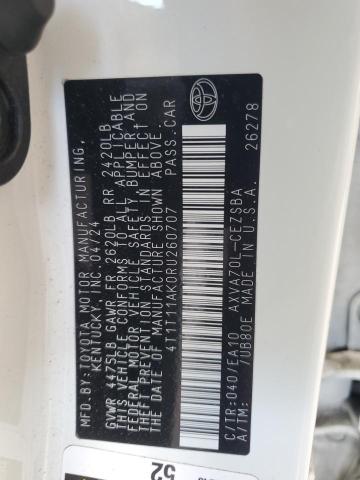 MFD.BY:TOYOTA MOTOR MANUFACTURING,
KENTUCKY, INC. 04/24
GVWR 4475LB GAWR FR 2620LB RR 2420LB
THIS VEHICLE CONFORMS TO ALL APPLICABLE
FEDERAL MOTOR VEHICLE SAFETY, BUMPER AND
THEFT PREVENTION STANDARDS IN EFFECT
ON THE DATE OF MANUFACTURE SHOWN ABOVE.
4T1T11AK0RU260707 PASS.CAR
C/TR:040/EA10 AXVA70L-CEZSBA
A/TM: /UB80E MADE IN U.S.A.
26278
52